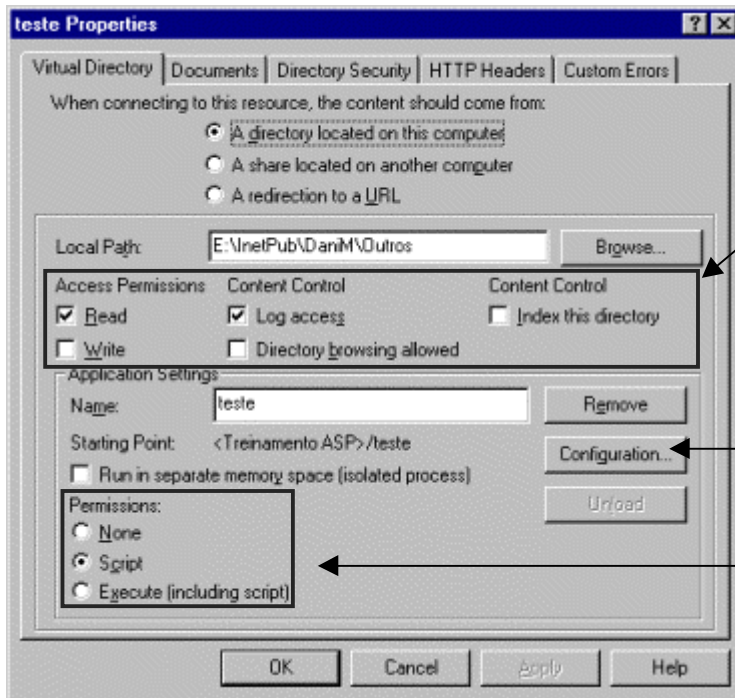 teste Properties
Virtual Directory Documents Directory Security HTTP Headers Custom Errors
When connecting to this resource, the content should come from:
A directory located on this computer
A share located on another computer
A redirection to a URL
Local Path: E:\InetPub\DaniM\Outros Browse...
Access Permissions Content Control Content Control
Read Log access Index this directory
Write Directory browsing allowed
Application Settings
Name: teste Remove
Starting Point: <Treinamento ASP>/teste Configuration...
Run in separate memory space (isolated process)
Permissions: Unload
None
Script
Execute (including script)
OK Cancel Apply Help